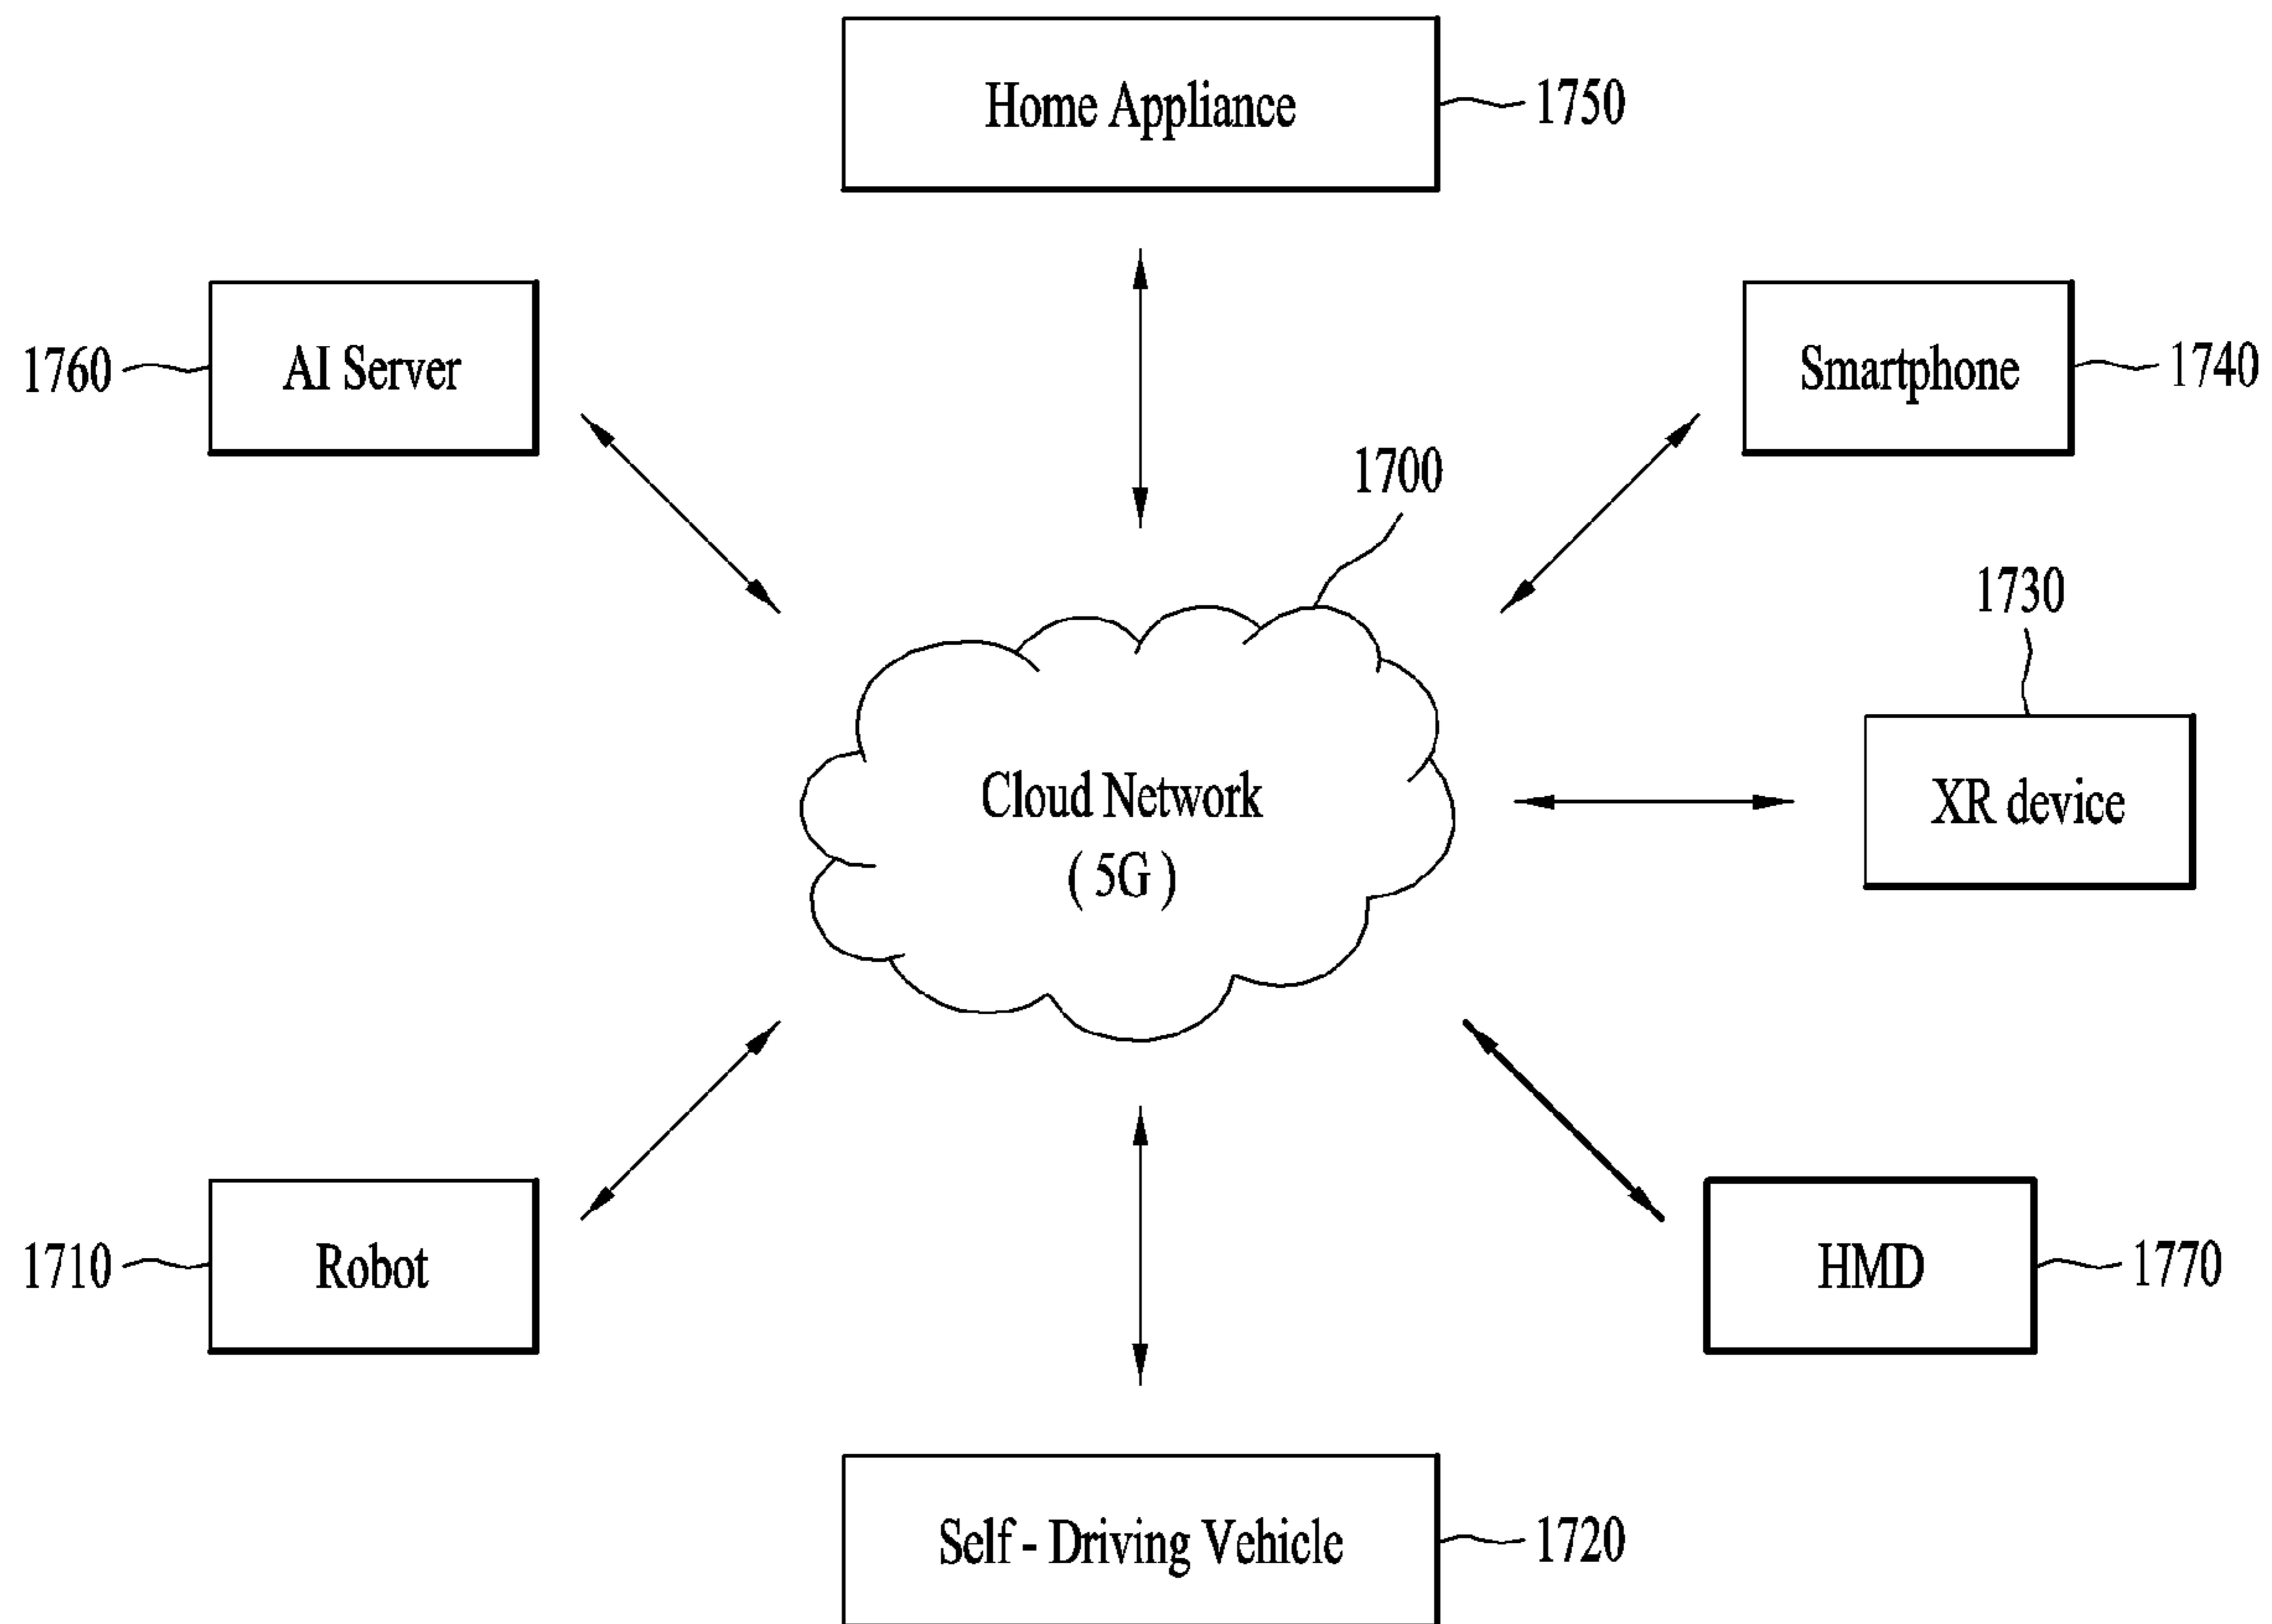 Home Appliance
1750
1760
AI Server
Smartphone
1740
1700
1730
Cloud Network
( 5G )
XR device
1710
Robot
HMD
1770
Self - Driving Vehicle
1720